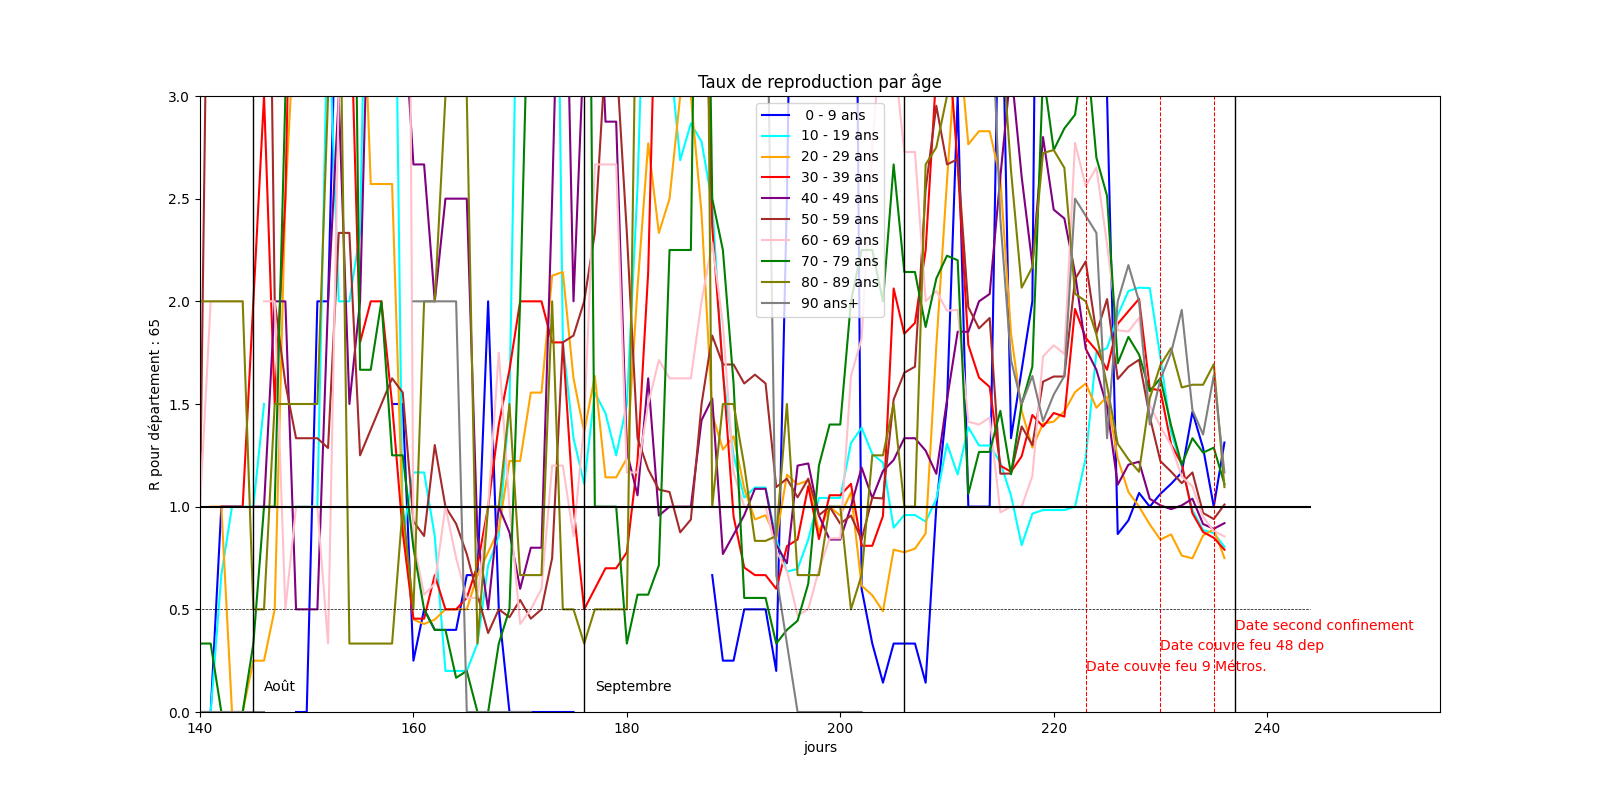 Taux de reproduction par âge
3.0
2.5
2.0
1.5
1.0
0.5
0.0
R pour département : 65
0 - 9 ans
10 - 19 ans
20 - 29 ans
30 - 39 ans
40 - 49 ans
50 - 59 ans
60 - 69 ans
70 - 79 ans
80 - 89 ans
90 ans+
Date second confinement
Date couvre feu 48 dep
Date couvre feu 9 Métros.
Août
Septembre
140
160
180
200
220
240
jours